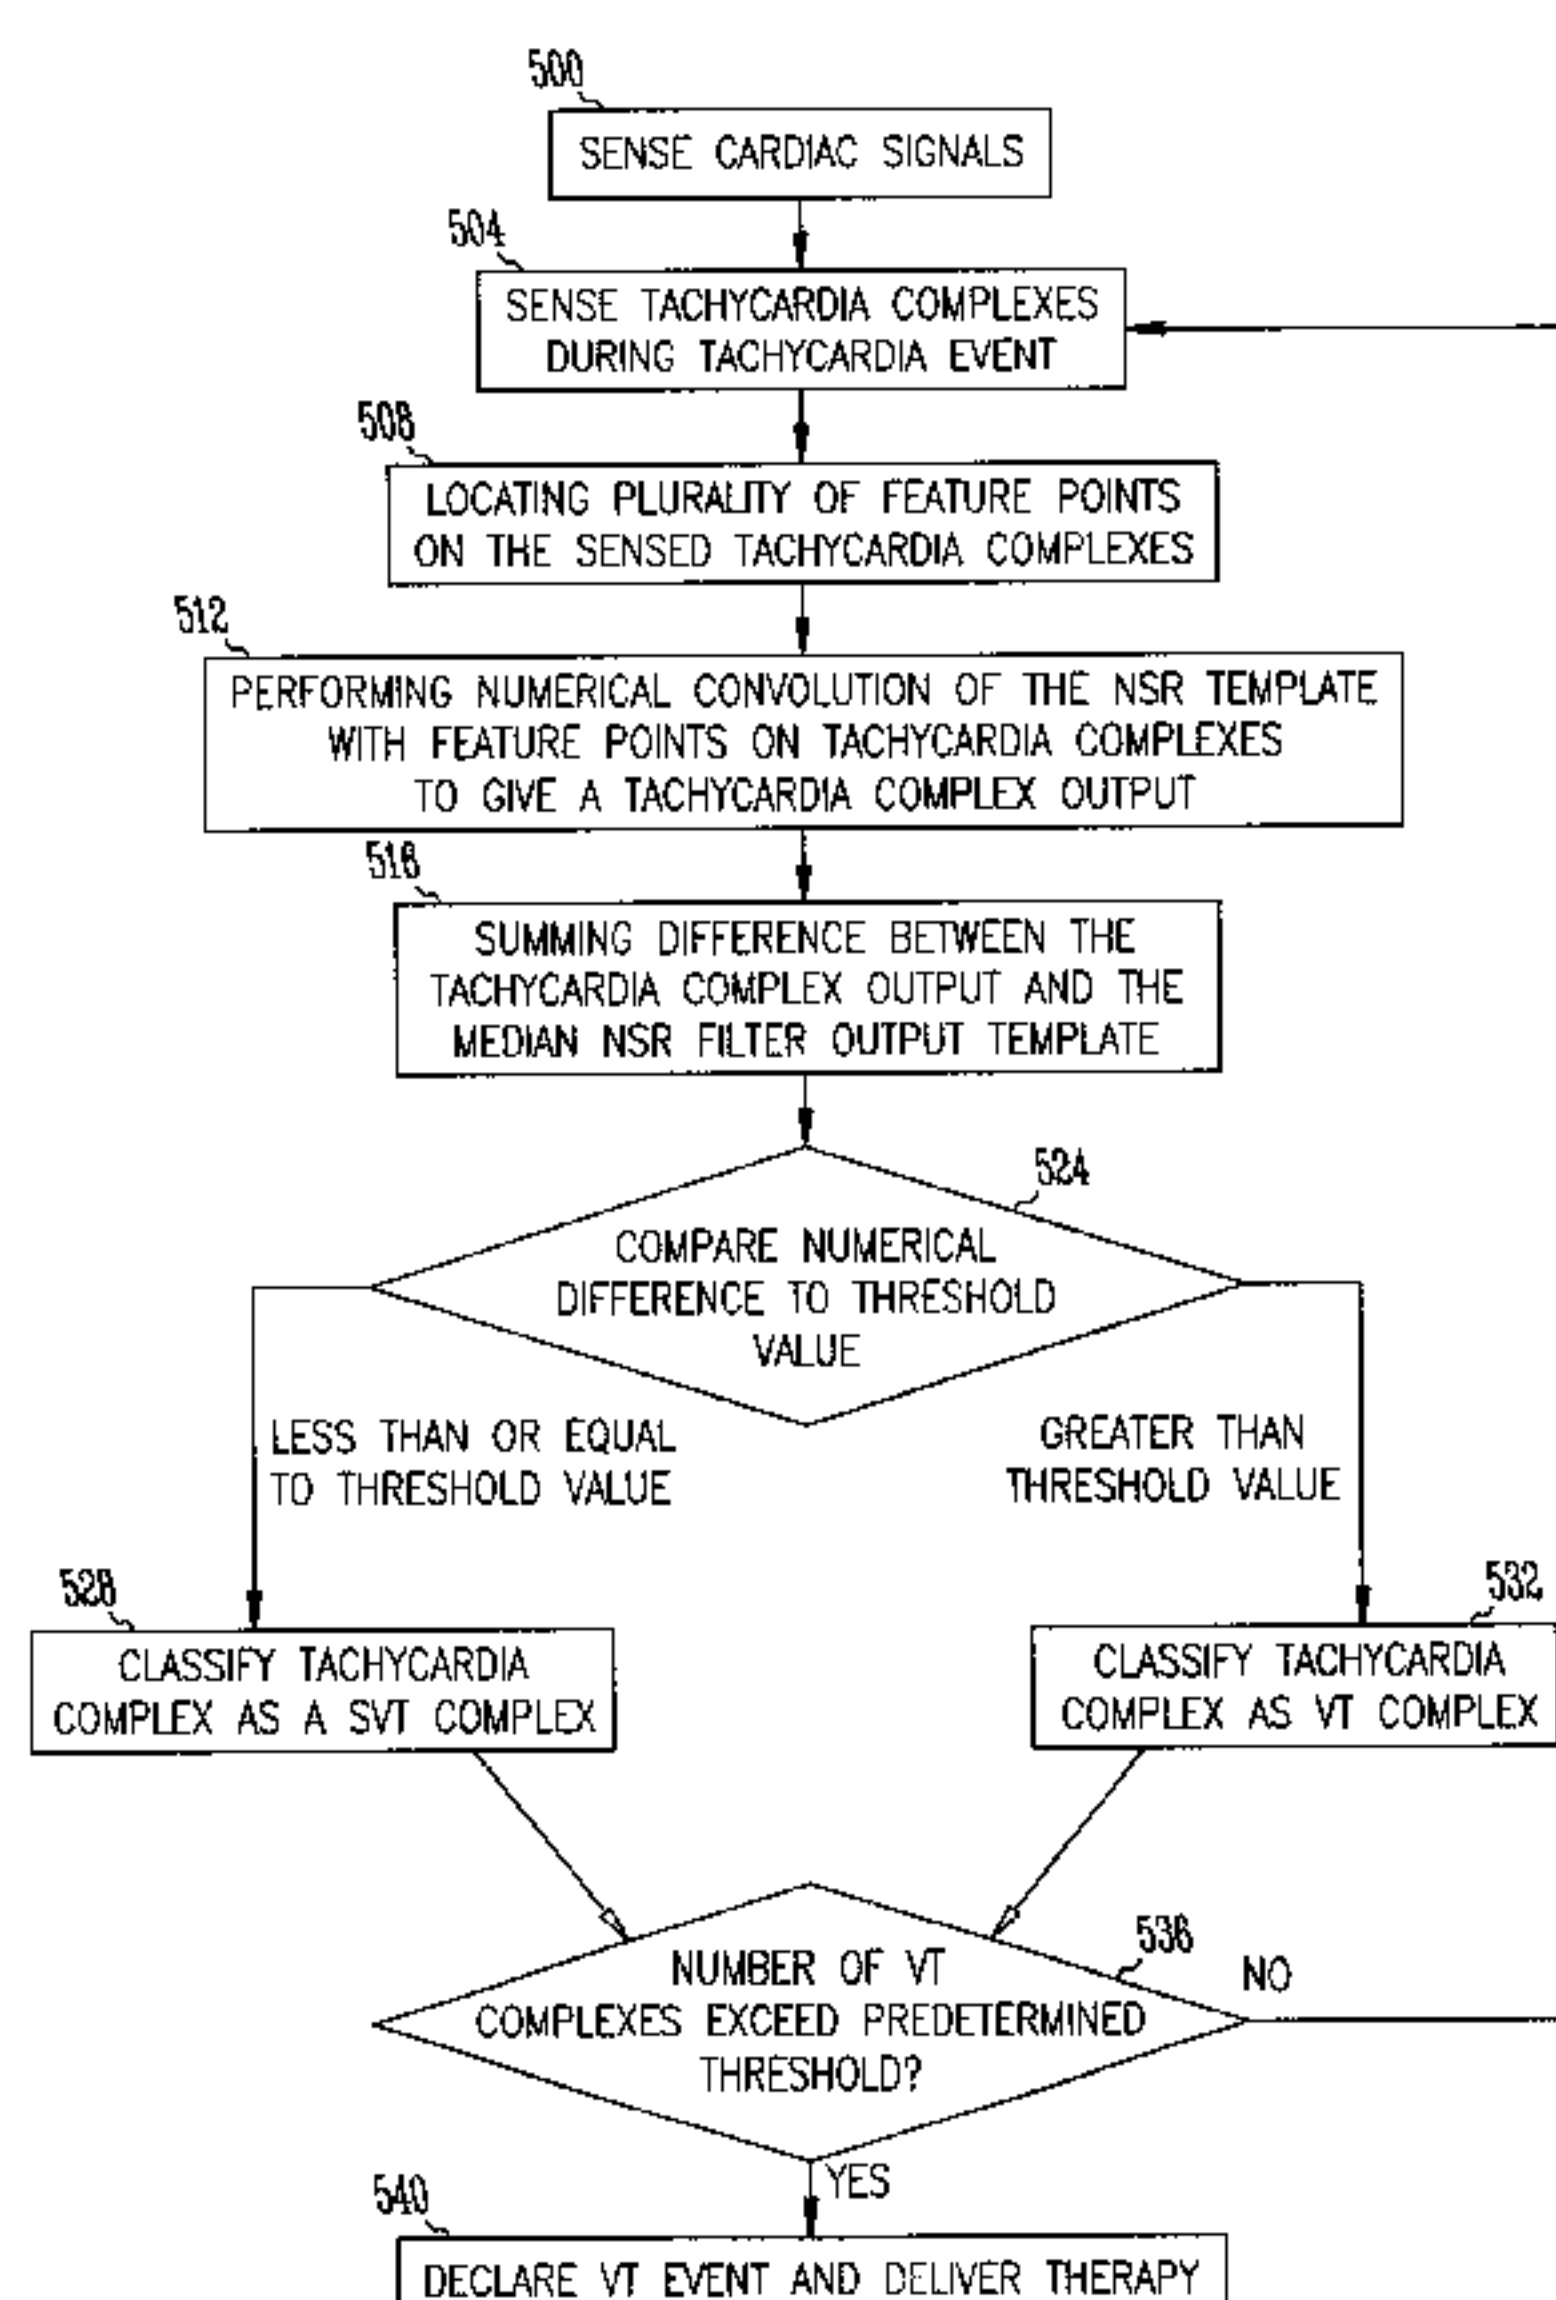 500
SENSE CARDIAC SIGNALS
504
SENSE TACHYCARDIA COMPLEXES
DURING TACHYCARDIA EVENT
508
LOCATING PLURALITY OF FEATURE POINTS
ON THE SENSED TACHYCARDIA COMPLEXES
512
PERFORMING NUMERICAL CONVOLUTION OF THE NSR TEMPLATE
WITH FEATURE POINTS ON TACHYCARDIA COMPLEXES
TO GIVE A TACHYCARDIA COMPLEX OUTPUT
516
SUMMING DIFFERENCE BETWEEN THE
TACHYCARDIA COMPLEX OUTPUT AND THE
MEDIAN NSR FILTER OUTPUT TEMPLATE
524
COMPARE NUMERICAL
DIFFERENCE TO THRESHOLD
VALUE
LESS THAN OR EQUAL
TO THRESHOLD VALUE
GREATER THAN
THRESHOLD VALUE
528
CLASSIFY TACHYCARDIA
COMPLEX AS A SVT COMPLEX
532
CLASSIFY TACHYCARDIA
COMPLEX AS VT COMPLEX
536
NUMBER OF VT
COMPLEXES EXCEED PREDETERMINED
THRESHOLD?
NO
YES
540
DECLARE VT EVENT AND DELIVER THERAPY